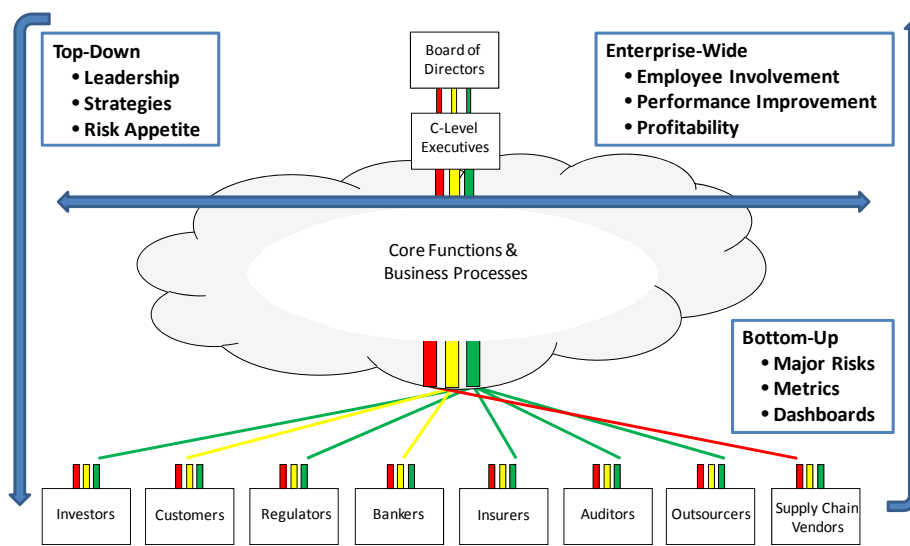 Top-Down
• Leadership
• Strategies
• Risk Appetite
Board of
Directors
C-Level
Executives
Enterprise-Wide
• Employee Involvement
• Performance Improvement
• Profitability
Core Functions &
Business Processes
Bottom-Up
• Major Risks
• Metrics
• Dashboards
Investors
Customers
Regulators
Bankers
Insurers
Auditors
Outsourcers
Supply Chain
Vendors